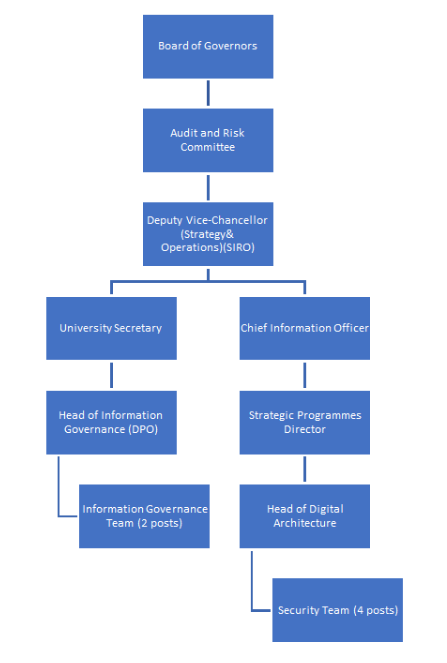 Board of Governors
Audit and Risk
Committee
Deputy Vice-Chancellor
(Strategy&
Operations)(SIRO)
University Secretary
Chief Information Officer
Head of Information
Governance (DPO)
Strategic Programmes
Director
Information Governance
Team (2 posts)
Head of Digital
Architecture
Security Team (4 posts)